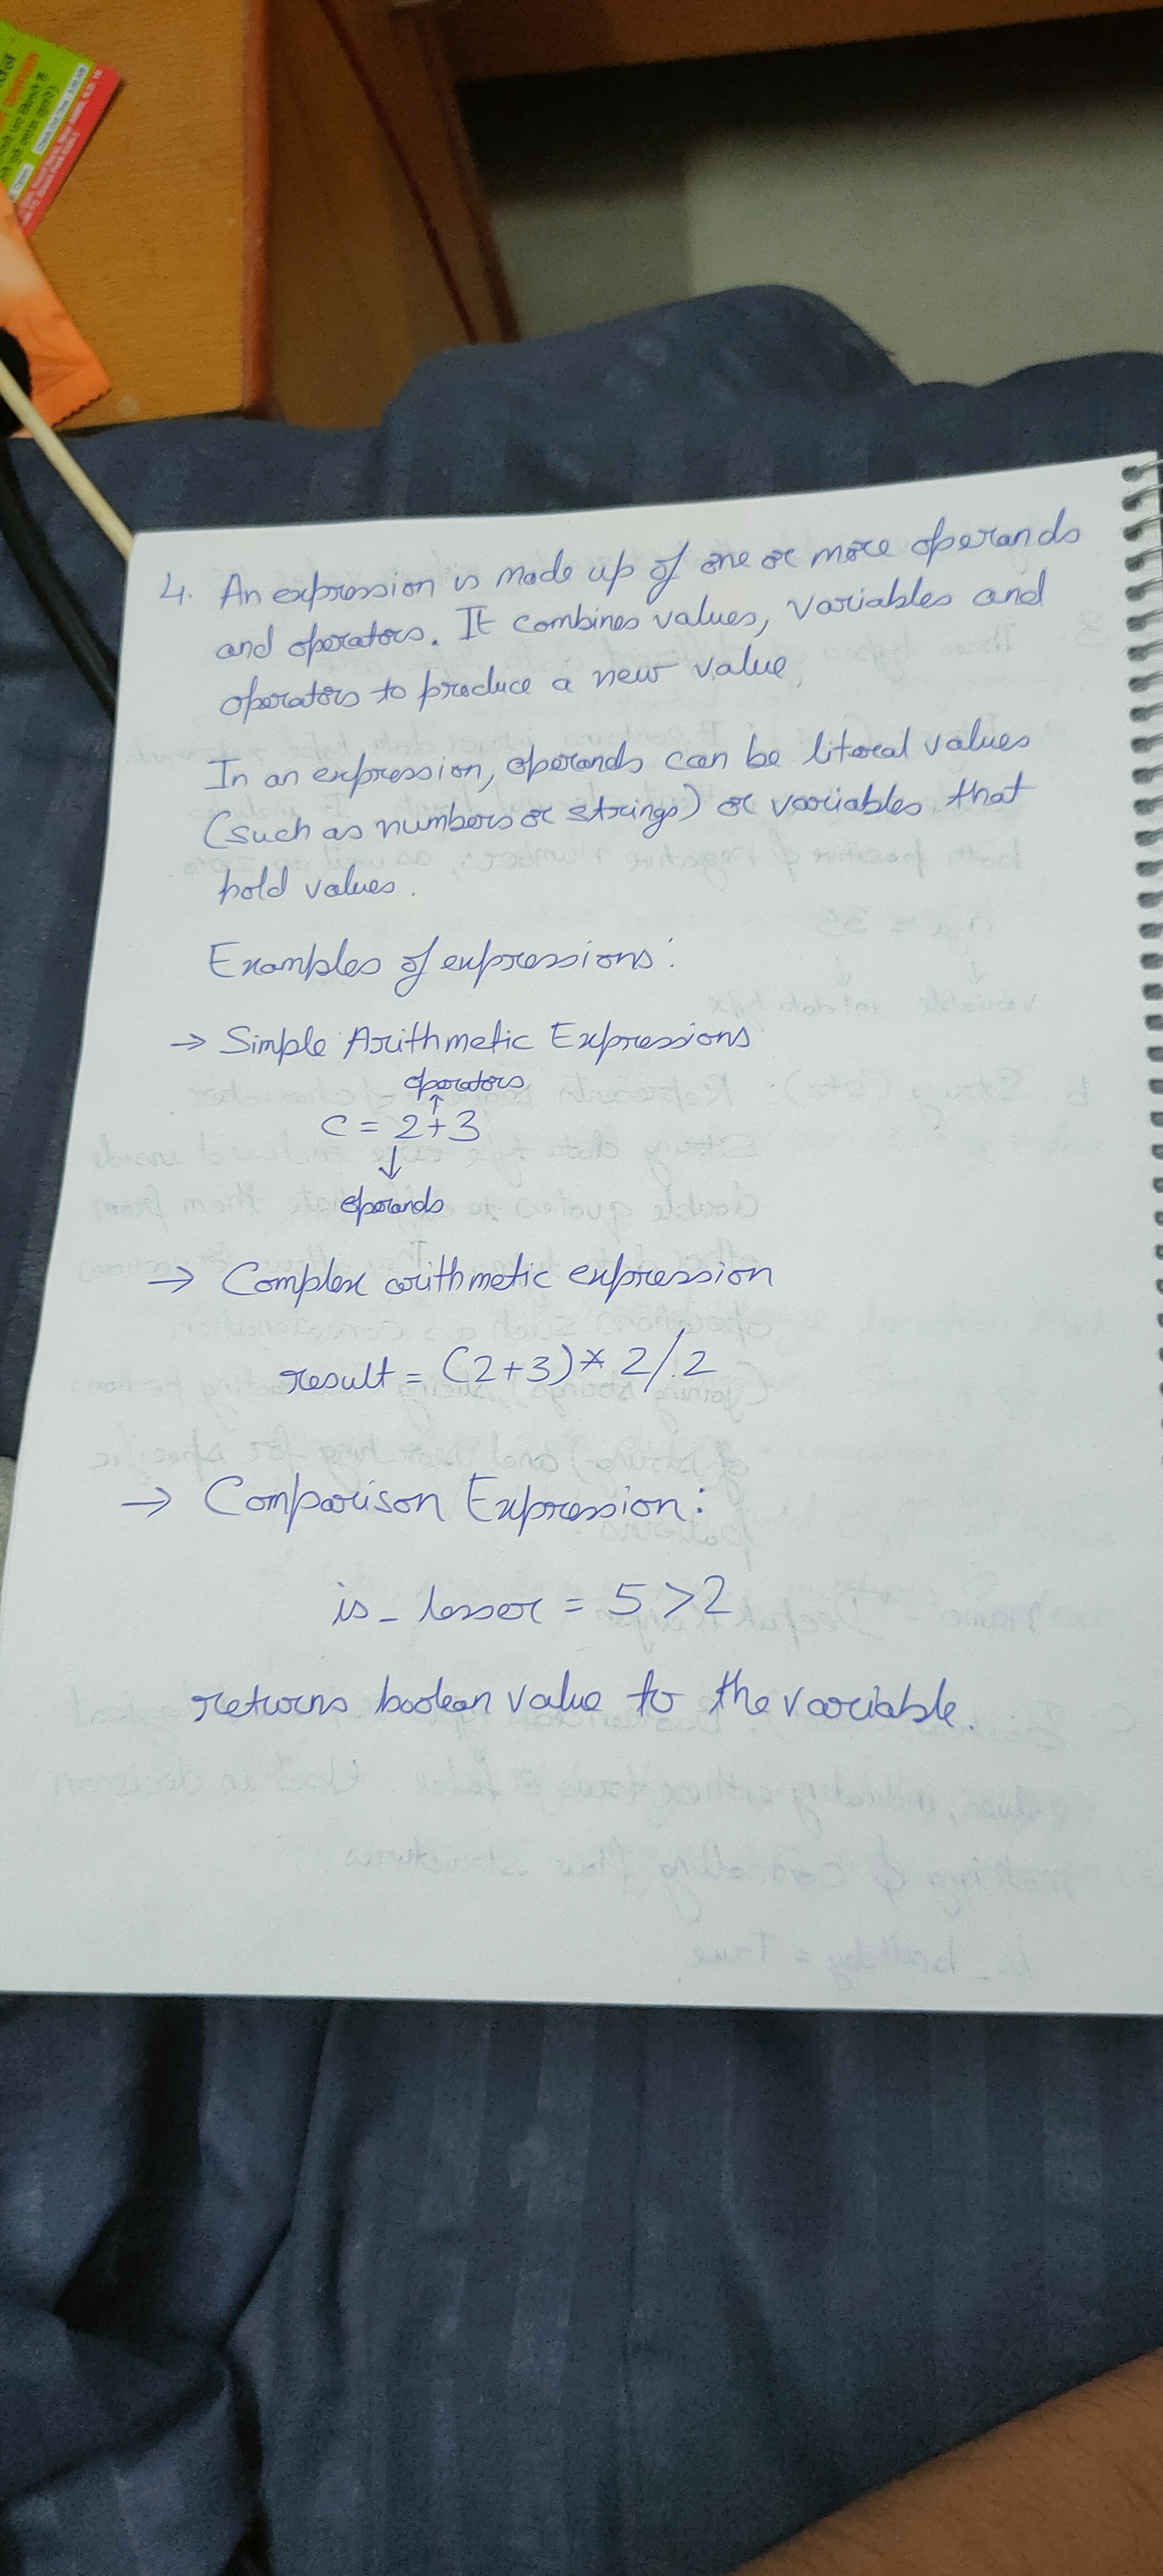 4. An expression is made up of one or more operands
and operators. It combines values, variables and
operators to produce a new value.
In an expression, operands can be literal values
(such as numbers or strings) or variables that
hold values.
Examples of expressions:
→ Simple Arithmetic Expressions
operators
↑
c = 2+3
↓
operands
→ Complex arithmetic expression
result = (2+3)* 2/2
→ Comparison Expression:
is_lesser = 5>2
returns boolean value to the variable.